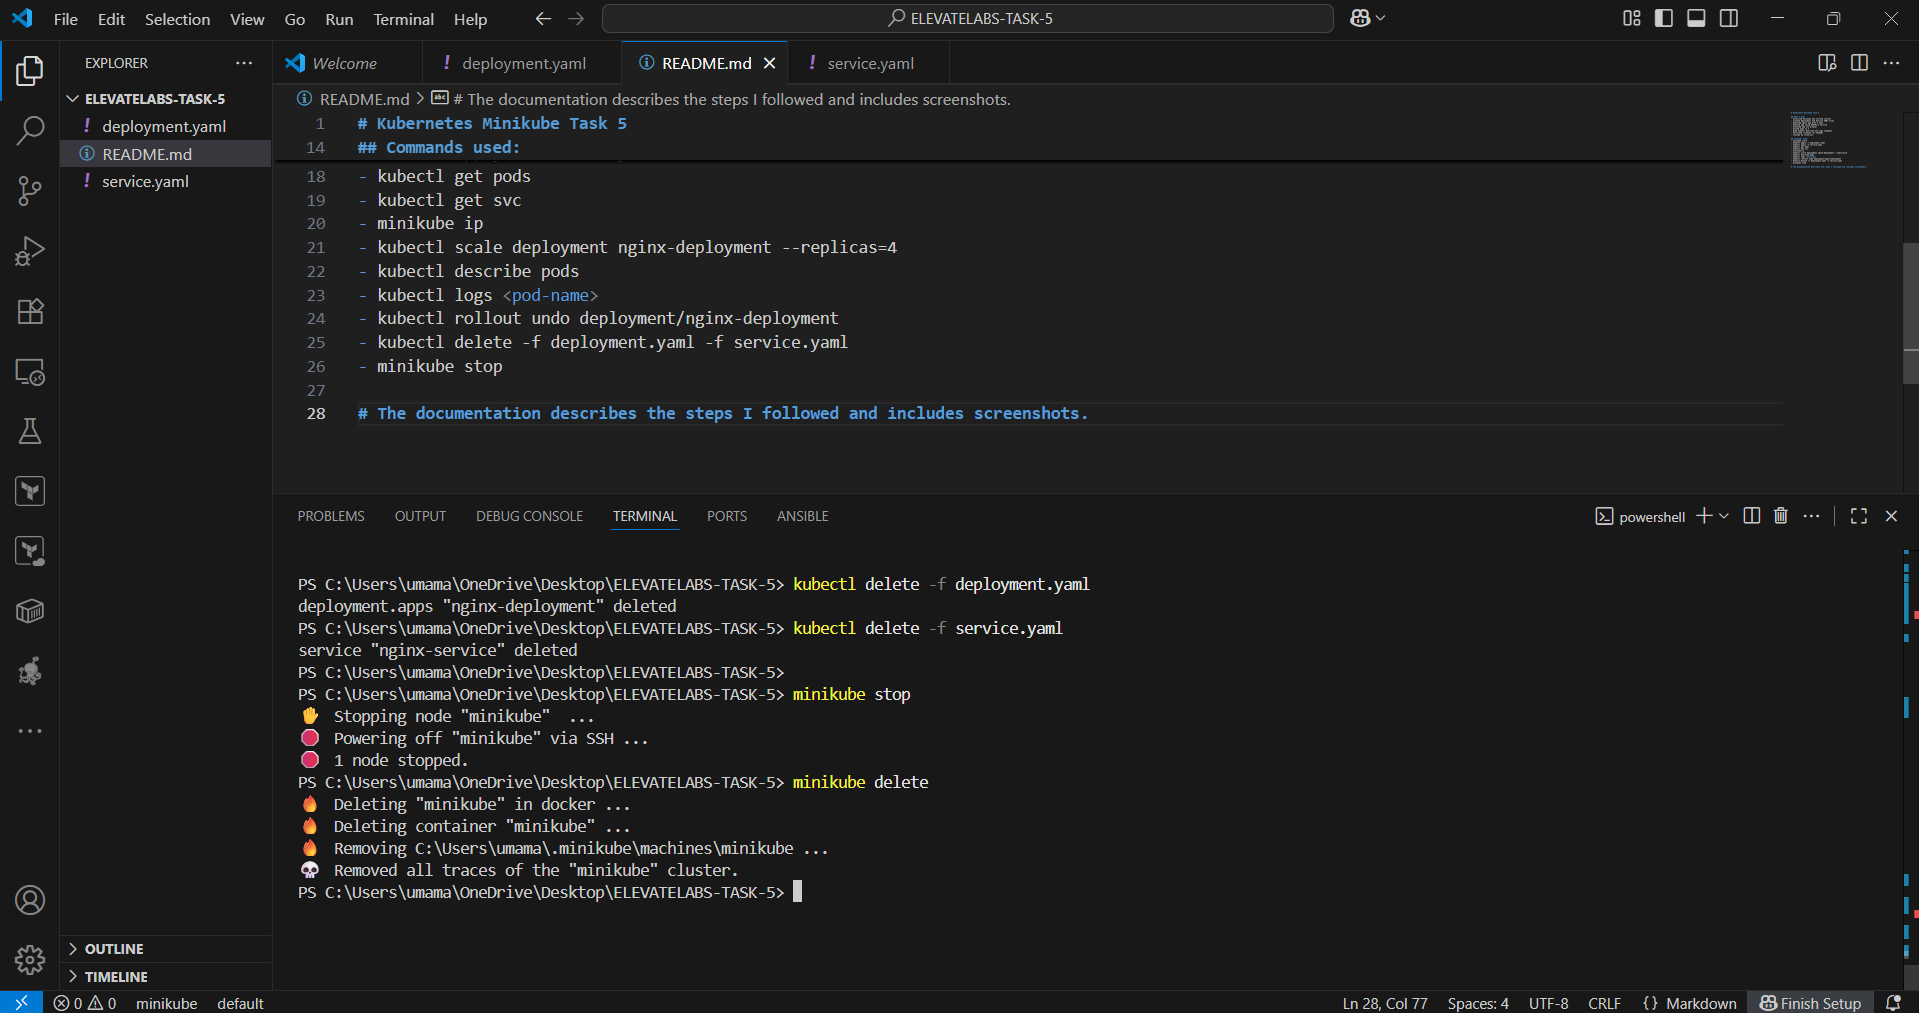 File Edit Selection View Go Run Terminal Help
ELEVATELABS-TASK-5
EXPLORER
ELEVATELABS-TASK-5
! deployment.yaml
README.md
! service.yaml
OUTLINE
TIMELINE
Welcome
! deployment.yaml
README.md
! service.yaml
README.md > # The documentation describes the steps I followed and includes screenshots.
1 # Kubernetes Minikube Task 5
14 ## Commands used:
18 - kubectl get pods
19 - kubectl get svc
20 - minikube ip
21 - kubectl scale deployment nginx-deployment --replicas=4
22 - kubectl describe pods
23 - kubectl logs <pod-name>
24 - kubectl rollout undo deployment/nginx-deployment
25 - kubectl delete -f deployment.yaml -f service.yaml
26 - minikube stop
27
28 # The documentation describes the steps I followed and includes screenshots.
PROBLEMS OUTPUT DEBUG CONSOLE TERMINAL PORTS ANSIBLE
powershell
PS C:\Users\umama\OneDrive\Desktop\ELEVATELABS-TASK-5> kubectl delete -f deployment.yaml
deployment.apps "nginx-deployment" deleted
PS C:\Users\umama\OneDrive\Desktop\ELEVATELABS-TASK-5> kubectl delete -f service.yaml
service "nginx-service" deleted
PS C:\Users\umama\OneDrive\Desktop\ELEVATELABS-TASK-5>
PS C:\Users\umama\OneDrive\Desktop\ELEVATELABS-TASK-5> minikube stop
Stopping node "minikube" ...
Powering off "minikube" via SSH ...
1 node stopped.
PS C:\Users\umama\OneDrive\Desktop\ELEVATELABS-TASK-5> minikube delete
Deleting "minikube" in docker ...
Deleting container "minikube" ...
Removing C:\Users\umama\.minikube\machines\minikube ...
Removed all traces of the "minikube" cluster.
PS C:\Users\umama\OneDrive\Desktop\ELEVATELABS-TASK-5>
0 0 minikube default
Ln 28, Col 77 Spaces: 4 UTF-8 CRLF {} Markdown Finish Setup